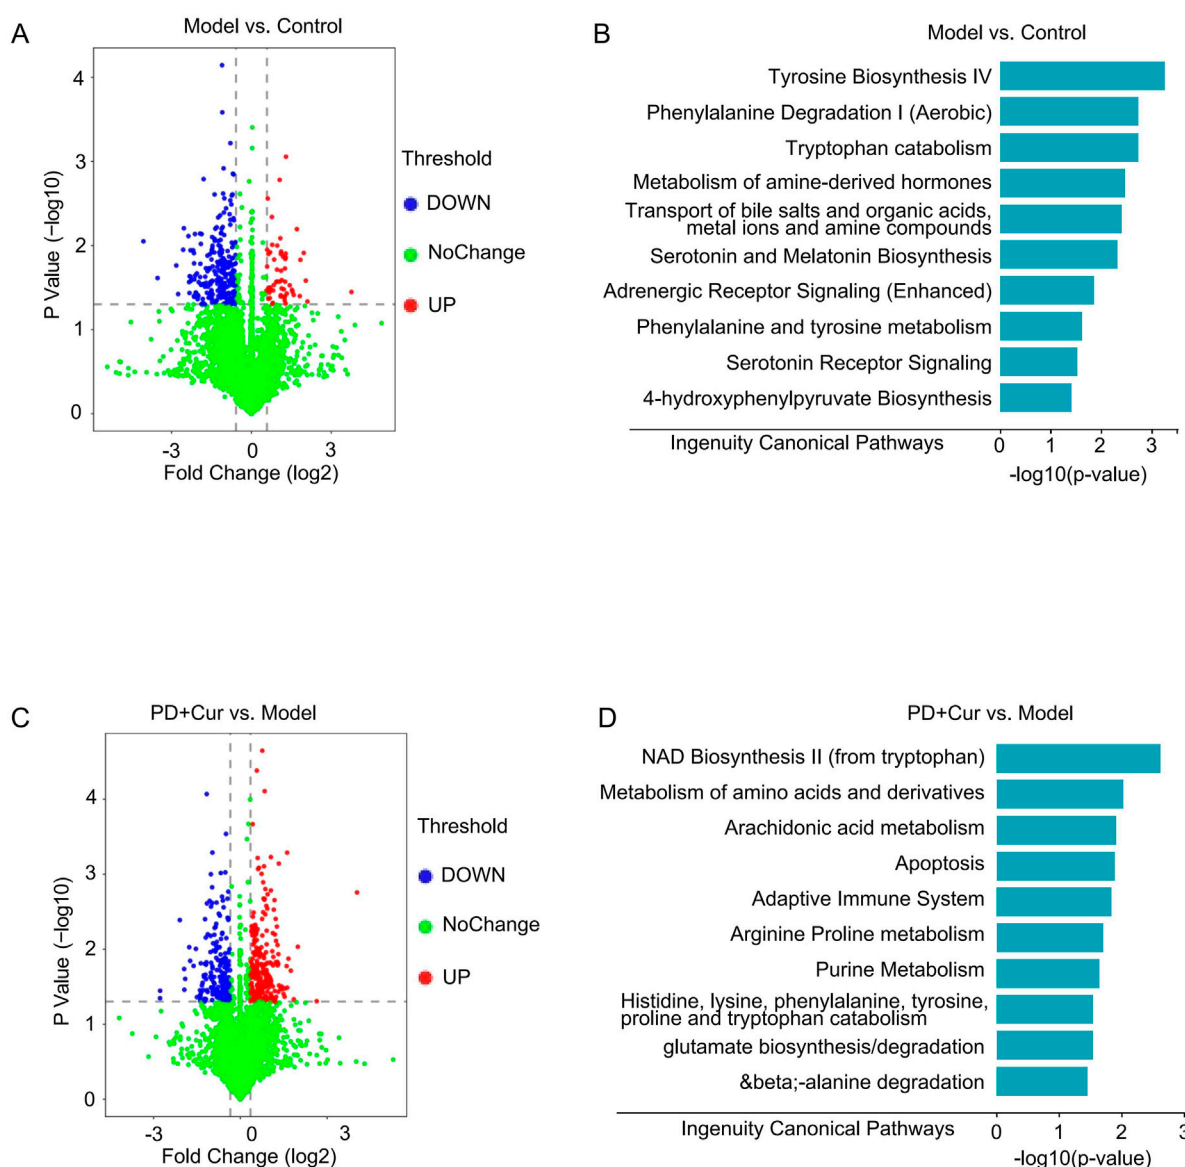 A
Model vs. Control
P Value (−log10)
4
3
2
1
0
-3
0
3
Fold Change (log2)
Threshold
DOWN
NoChange
UP
B
Model vs. Control
Tyrosine Biosynthesis IV
Phenylalanine Degradation I (Aerobic)
Tryptophan catabolism
Metabolism of amine-derived hormones
Transport of bile salts and organic acids,
metal ions and amine compounds
Serotonin and Melatonin Biosynthesis
Adrenergic Receptor Signaling (Enhanced)
Phenylalanine and tyrosine metabolism
Serotonin Receptor Signaling
4-hydroxyphenylpyruvate Biosynthesis
Ingenuity Canonical Pathways
0 1 2 3
-log10(p-value)
C
PD+Cur vs. Model
P Value (−log10)
4
3
2
1
0
-3
0
3
Fold Change (log2)
Threshold
DOWN
NoChange
UP
D
PD+Cur vs. Model
NAD Biosynthesis II (from tryptophan)
Metabolism of amino acids and derivatives
Arachidonic acid metabolism
Apoptosis
Adaptive Immune System
Arginine Proline metabolism
Purine Metabolism
Histidine, lysine, phenylalanine, tyrosine,
proline and tryptophan catabolism
glutamate biosynthesis/degradation
&beta;-alanine degradation
Ingenuity Canonical Pathways
0 1 2 3
-log10(p-value)